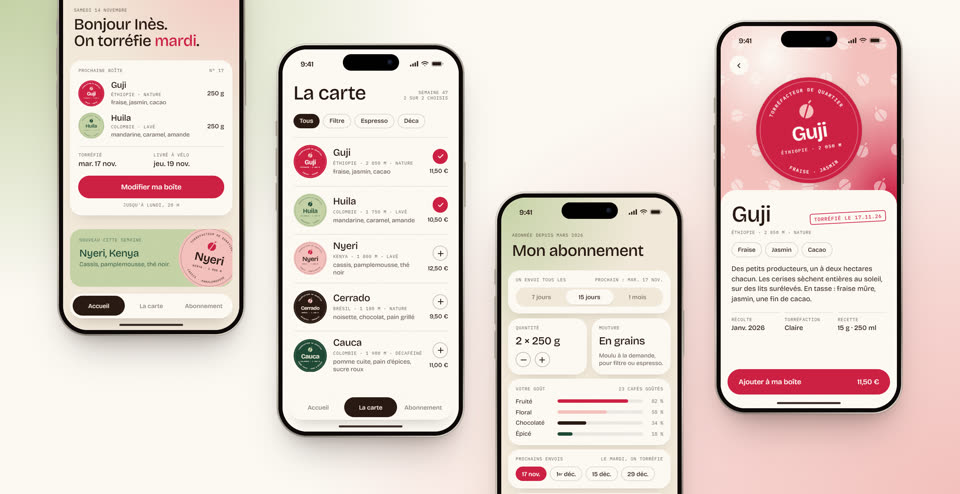 SAMEDI 14 NOVEMBRE
Bonjour Inès.
On torréfie mardi.
PROCHAINE BOÎTE
N° 17
Guji
Guji
ÉTHIOPIE · NATURE
fraise, jasmin, cacao
250 g
Huila
Huila
COLOMBIE · LAVÉ
mandarine, caramel, amande
250 g
TORRÉFIÉ
LIVRÉ À VÉLO
mar. 17 nov.
jeu. 19 nov.
Modifier ma boîte
JUSQU'À LUNDI, 20 H
NOUVEAU CETTE SEMAINE
Nyeri, Kenya
Cassis, pamplemousse, thé noir.
Nyeri
Accueil
La carte
Abonnement
9:41
La carte
SEMAINE 47
2 SUR 2 CHOISIS
Tous
Filtre
Espresso
Déca
Guji
Guji
ÉTHIOPIE · 2 050 M · NATURE
fraise, jasmin, cacao
11,50 €
Huila
Huila
COLOMBIE · 1 750 M · LAVÉ
mandarine, caramel, amande
10,50 €
Nyeri
Nyeri
KENYA · 1 800 M · LAVÉ
cassis, pamplemousse, thé
noir
12,50 €
Cerrado
Cerrado
BRÉSIL · 1 100 M · NATURE
noisette, chocolat, pain grillé
9,50 €
Cauca
Cauca
COLOMBIE · 1 900 M · DÉCAFÉINÉ
pomme cuite, pain d'épices,
sucre roux
11,00 €
Accueil
La carte
Abonnement
9:41
ABONNÉE DEPUIS MARS 2024
Mon abonnement
UN ENVOI TOUS LES
PROCHAIN · MAR. 17 NOV.
7 jours
15 jours
1 mois
QUANTITÉ
2 × 250 g
MOUTURE
En grains
Moulu à la demande,
pour filtre ou espresso.
VOTRE GOÛT
23 CAFÉS GOÛTÉS
Fruité
82 %
Floral
58 %
Chocolaté
34 %
Épicé
18 %
PROCHAINS ENVOIS
LE MARDI, ON TORRÉFIE
17 nov.
1er déc.
15 déc.
29 déc.
9:41
TORRÉFACTEUR DE QUARTIER
Guji
ÉTHIOPIE · 2 050 M
FRAISE · JASMIN
Guji
TORRÉFIÉ LE 17.11.26
ÉTHIOPIE · 2 050 M · NATURE
Fraise
Jasmin
Cacao
Des petits producteurs, un à deux hectares
chacun. Les cerises sèchent entières au soleil,
sur des lits surélevés. En tasse : fraise mûre,
jasmin, une fin de cacao.
RÉCOLTE
TORRÉFACTION
RECETTE
Janv. 2026
Claire
15 g · 250 ml
Ajouter à ma boîte
11,50 €